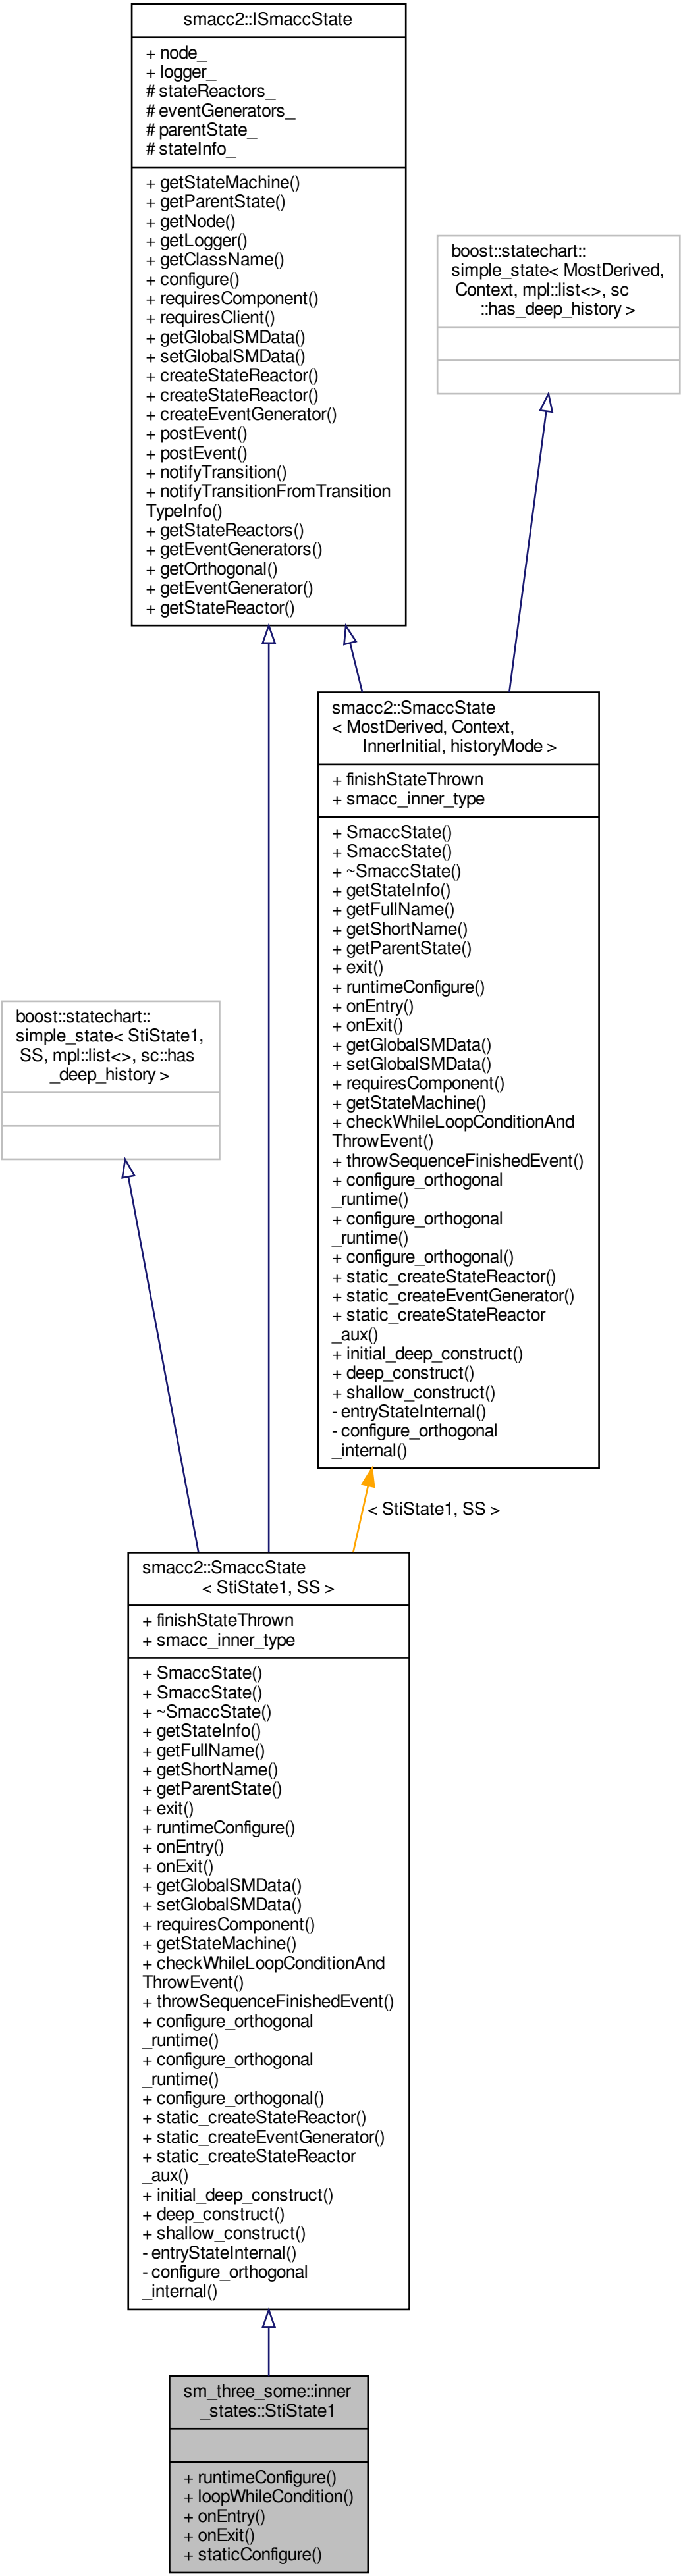 smacc2::ISmaccState
+ node_
+ logger_
# stateReactors_
# eventGenerators_
# parentState_
# stateInfo_
+ getStateMachine()
+ getParentState()
+ getNode()
+ getLogger()
+ getClassName()
+ configure()
+ requiresComponent()
+ requiresClient()
+ getGlobalSMData()
+ setGlobalSMData()
+ createStateReactor()
+ createStateReactor()
+ createEventGenerator()
+ postEvent()
+ postEvent()
+ notifyTransition()
+ notifyTransitionFromTransition
TypeInfo()
+ getStateReactors()
+ getEventGenerators()
+ getOrthogonal()
+ getEventGenerator()
+ getStateReactor()
boost::statechart::
simple_state< MostDerived,
Context, mpl::list<>, sc
::has_deep_history >
smacc2::SmaccState
< MostDerived, Context,
InnerInitial, historyMode >
+ finishStateThrown
+ smacc_inner_type
+ SmaccState()
+ SmaccState()
+ ~SmaccState()
+ getStateInfo()
+ getFullName()
+ getShortName()
+ getParentState()
+ exit()
+ runtimeConfigure()
+ onEntry()
+ onExit()
+ getGlobalSMData()
+ setGlobalSMData()
+ requiresComponent()
+ getStateMachine()
+ checkWhileLoopConditionAnd
ThrowEvent()
+ throwSequenceFinishedEvent()
+ configure_orthogonal
_runtime()
+ configure_orthogonal
_runtime()
+ configure_orthogonal()
+ static_createStateReactor()
+ static_createEventGenerator()
+ static_createStateReactor
_aux()
+ initial_deep_construct()
+ deep_construct()
+ shallow_construct()
- entryStateInternal()
- configure_orthogonal
_internal()
boost::statechart::
simple_state< StiState1,
SS, mpl::list<>, sc::has
_deep_history >
< StiState1, SS >
smacc2::SmaccState
< StiState1, SS >
+ finishStateThrown
+ smacc_inner_type
+ SmaccState()
+ SmaccState()
+ ~SmaccState()
+ getStateInfo()
+ getFullName()
+ getShortName()
+ getParentState()
+ exit()
+ runtimeConfigure()
+ onEntry()
+ onExit()
+ getGlobalSMData()
+ setGlobalSMData()
+ requiresComponent()
+ getStateMachine()
+ checkWhileLoopConditionAnd
ThrowEvent()
+ throwSequenceFinishedEvent()
+ configure_orthogonal
_runtime()
+ configure_orthogonal
_runtime()
+ configure_orthogonal()
+ static_createStateReactor()
+ static_createEventGenerator()
+ static_createStateReactor
_aux()
+ initial_deep_construct()
+ deep_construct()
+ shallow_construct()
- entryStateInternal()
- configure_orthogonal
_internal()
sm_three_some::inner
_states::StiState1
+ runtimeConfigure()
+ loopWhileCondition()
+ onEntry()
+ onExit()
+ staticConfigure()